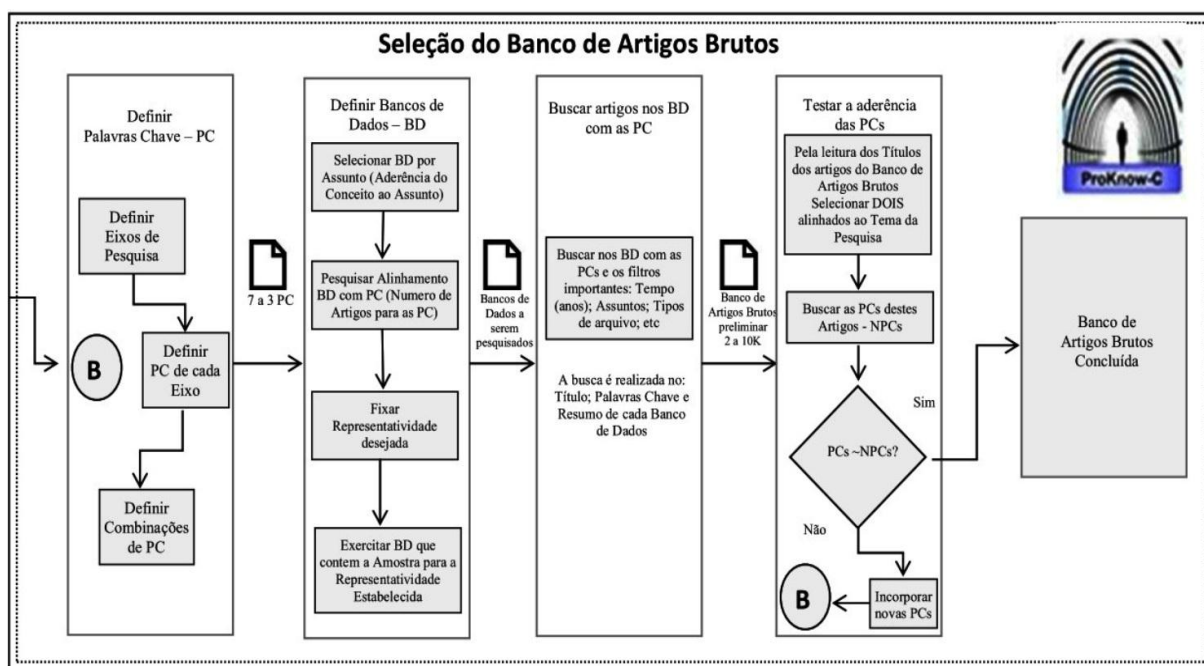 Seleção do Banco de Artigos Brutos
ProKnow-C
Definir
Palavras Chave – PC
Definir
Eixos de
Pesquisa
B
Definir
PC de cada
Eixo
Definir
Combinações
de PC
7 a 3 PC
Definir Bancos de
Dados – BD
Selecionar BD por
Assunto (Aderência do
Conceito ao Assunto)
Pesquisar Alinhamento
BD com PC (Numero de
Artigos para as PC)
Fixar
Representatividade
desejada
Exercitar BD que
contem a Amostra para a
Representatividade
Estabelecida
Bancos de
Dados a
serem
pesquisados
Buscar artigos nos BD
com as PC
Buscar nos BD com as
PCs e os filtros
importantes: Tempo
(anos); Assuntos; Tipos
de arquivo; etc
A busca é realizada no:
Título; Palavras Chave e
Resumo de cada Banco
de Dados
Banco de
Artigos Brutos
preliminar
2 a 10K
Testar a aderência
das PCs
Pela leitura dos Títulos
dos artigos do Banco de
Artigos Brutos
Selecionar DOIS
alinhados ao Tema da
Pesquisa
Buscar as PCs destes
Artigos - NPCs
PCs ~NPCs?
Sim
Não
Incorporar
novas PCs
B
Banco de
Artigos Brutos
Concluída